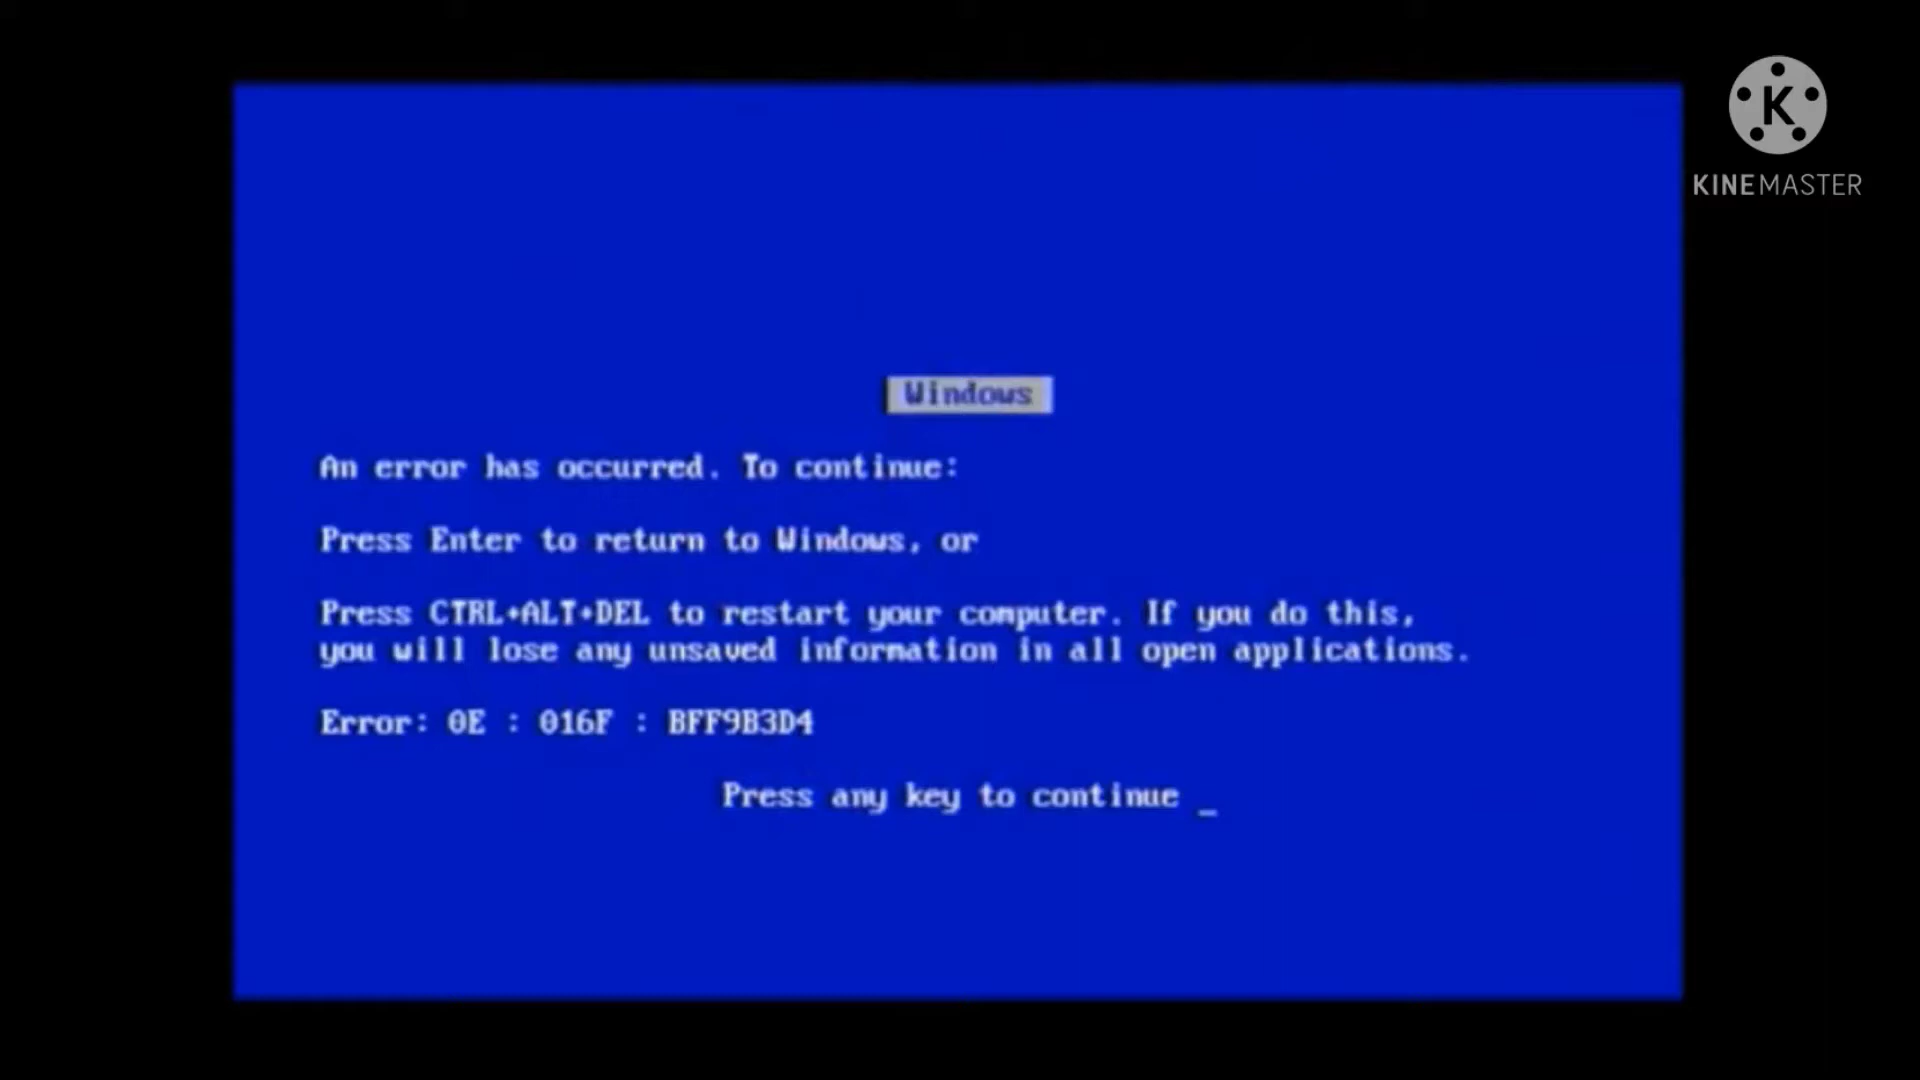 K
KINEMASTER
Windows
An error has occurred. To continue:
Press Enter to return to Windows, or
Press CTRL+ALT+DEL to restart your computer. If you do this,
you will lose any unsaved information in all open applications.
Error: 0E : 016F : BFF9B3D4
Press any key to continue _